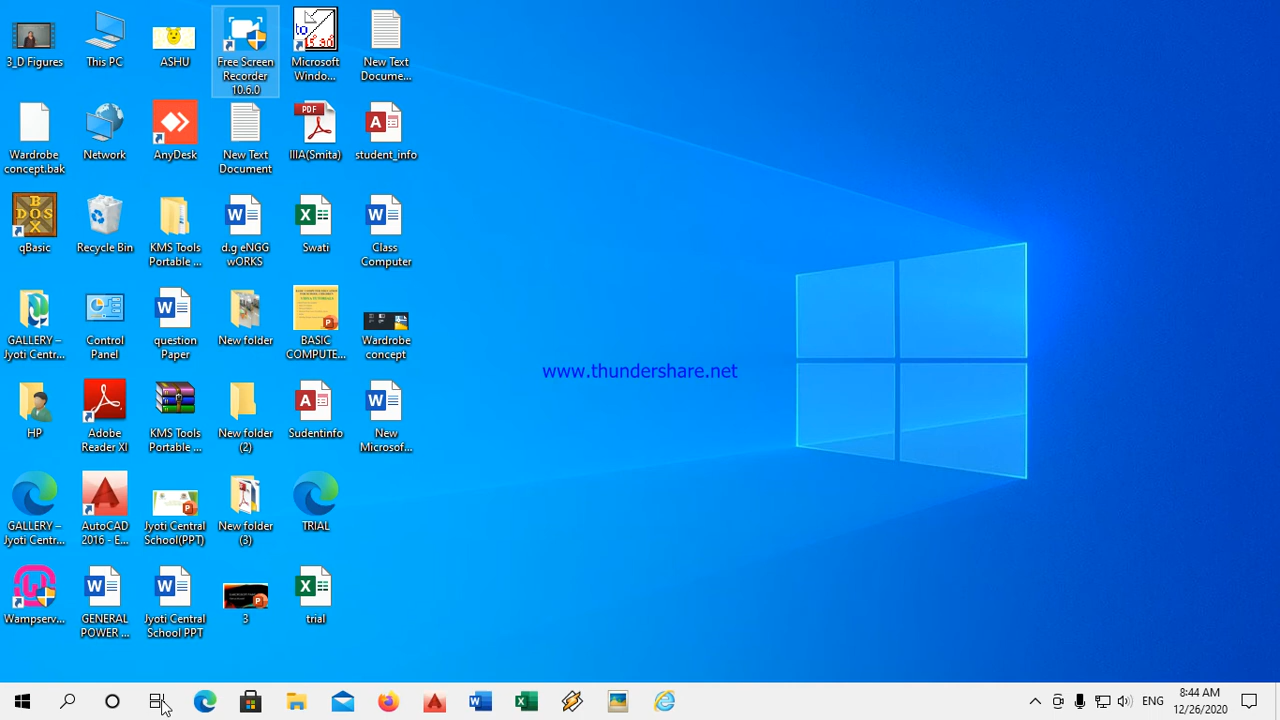 3_D Figures
This PC
ASHU
Free Screen
Recorder
10.6.0
Microsoft
Windo...
New Text
Docume...
Wardrobe
concept.bak
Network
AnyDesk
New Text
Document
PDF
IIIA(Smita)
student_info
qBasic
Recycle Bin
KMS Tools
Portable ...
d.g eNGG
wORKS
Swati
Class
Computer
GALLERY –
Jyoti Centr...
Control
Panel
question
Paper
New folder
BASIC
COMPUTE...
Wardrobe
concept
HP
Adobe
Reader XI
KMS Tools
Portable ...
New folder
(2)
Sudentinfo
New
Microsof...
GALLERY –
Jyoti Centr...
AutoCAD
2016 - E...
Jyoti Central
School(PPT)
New folder
(3)
TRIAL
Wampserv...
GENERAL
POWER ...
Jyoti Central
School PPT
3
trial
www.thundershare.net
ENG
8:44 AM
12/26/2020